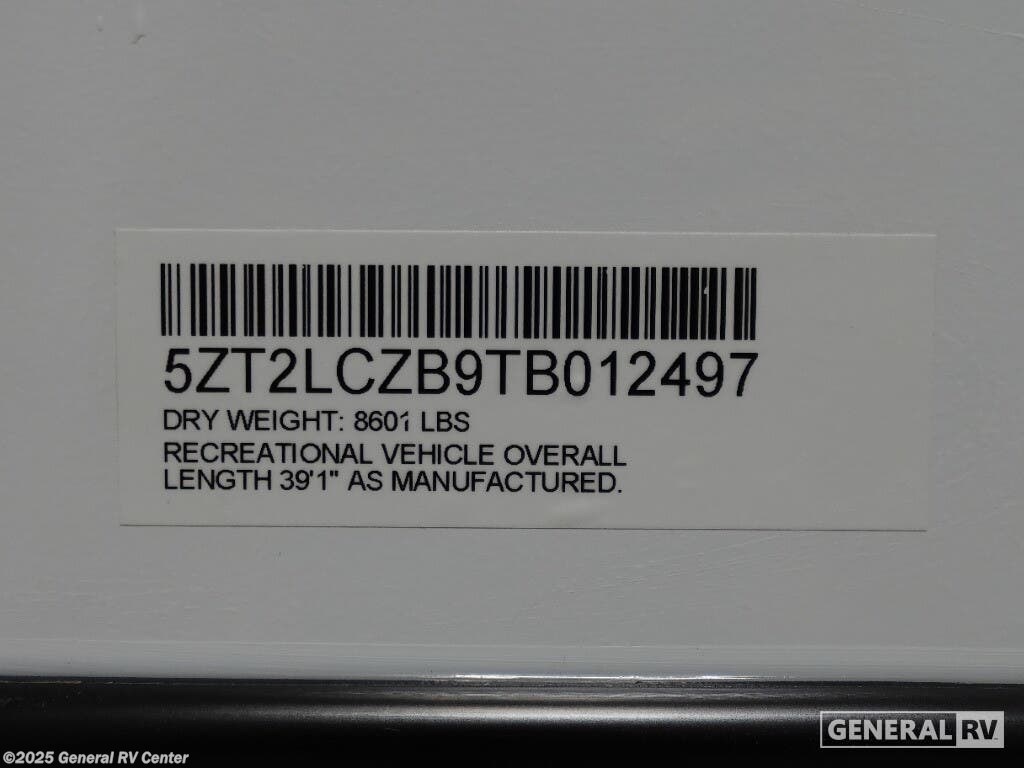 5ZT2LCZB9TB012497
DRY WEIGHT: 8601 LBS
RECREATIONAL VEHICLE OVERALL
LENGTH 39'1" AS MANUFACTURED.
GENERAL RV
©2025 General RV Center